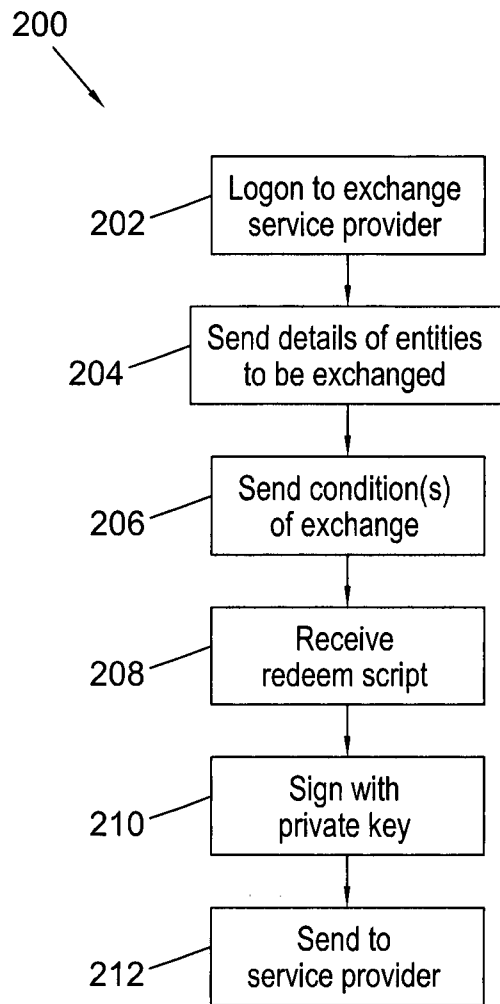 200
202
Logon to exchange
service provider
204
Send details of entities
to be exchanged
206
Send condition(s)
of exchange
208
Receive
redeem script
210
Sign with
private key
212
Send to
service provider